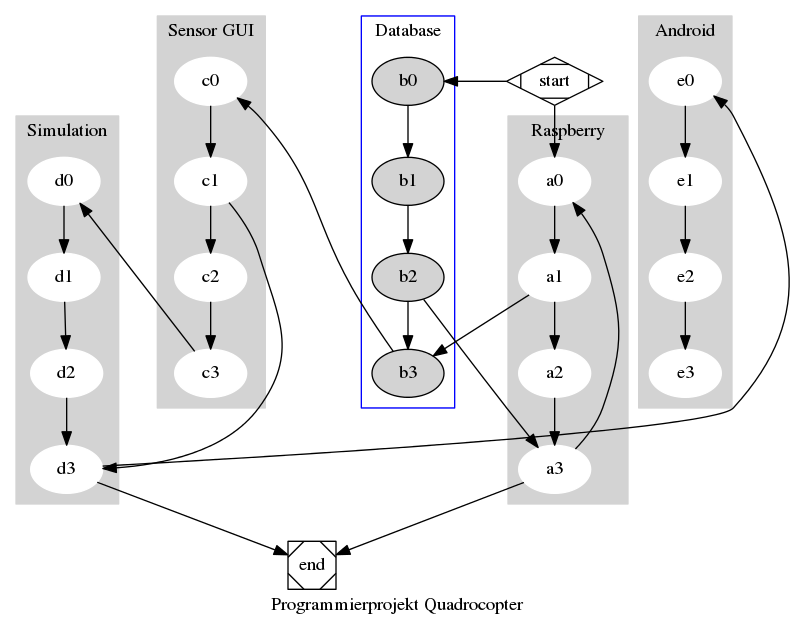 Sensor GUI
Database
Android
c0
b0
start
e0
Simulation
Raspberry
d0
c1
b1
a0
e1
d1
c2
b2
a1
e2
d2
c3
b3
a2
e3
d3
a3
end
Programmierprojekt Quadrocopter